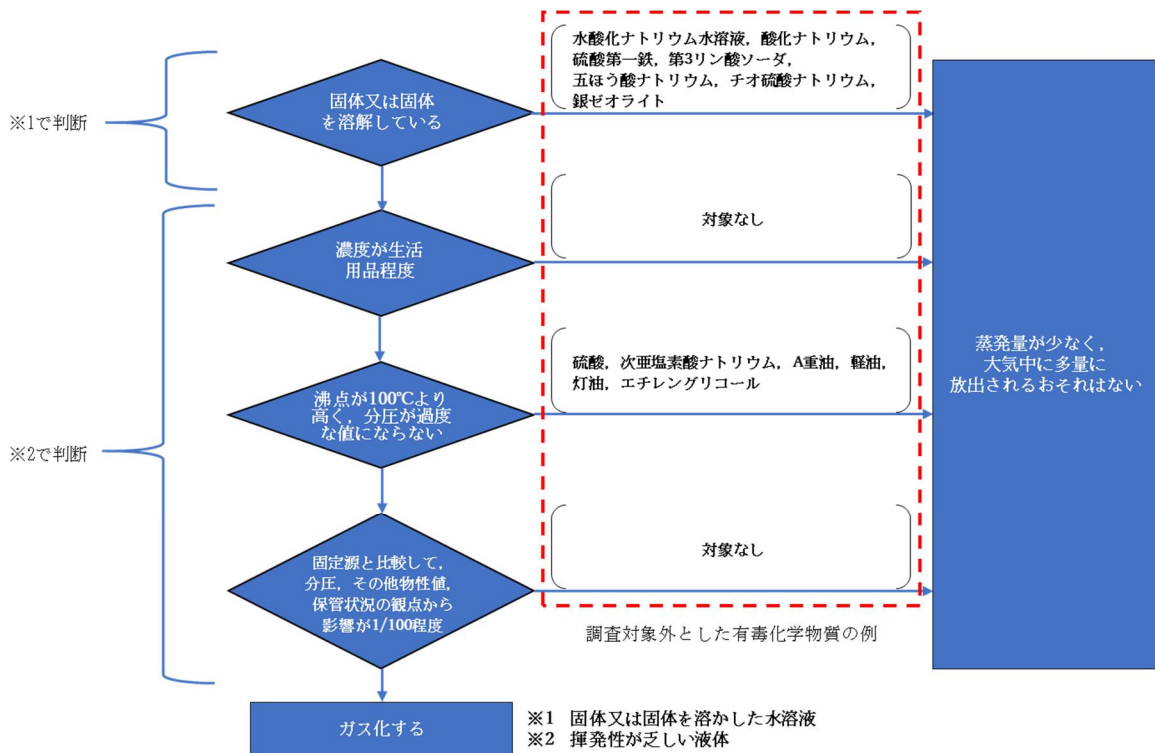 水酸化ナトリウム水溶液，酸化ナトリウム，
硫酸第一鉄，第3リン酸ソーダ，
五ほう酸ナトリウム，チオ硫酸ナトリウム，
銀ゼオライト
固体又は固体
を溶解している
※1で判断
対象なし
濃度が生活
用品程度
硫酸，次亜塩素酸ナトリウム，A重油，軽油，
灯油，エチレングリコール
沸点が100℃より
高く，分圧が過度
な値にならない
※2で判断
蒸発量が少なく，
大気中に多量に
放出されるおそれはない
対象なし
固定源と比較して，
分圧，その他物性値，
保管状況の観点から
影響が1/100程度
調査対象外とした有毒化学物質の例
ガス化する
※1 固体又は固体を溶かした水溶液
※2 揮発性が乏しい液体